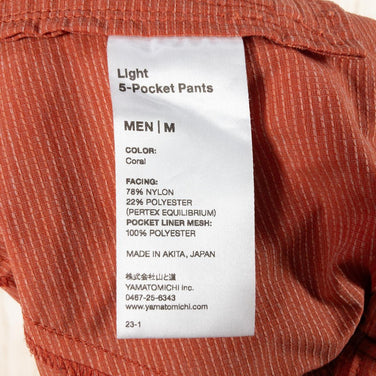 Light
5-Pocket Pants
MEN | M
COLOR:
Coral
FACING:
78% NYLON
22% POLYESTER
(PERTEX EQUILIBRIUM)
POCKET LINER MESH:
100% POLYESTER
MADE IN AKITA, JAPAN
株式会社山と道
YAMATOMICHI Inc.
0467-25-6343
www.yamatomichi.com
23-1